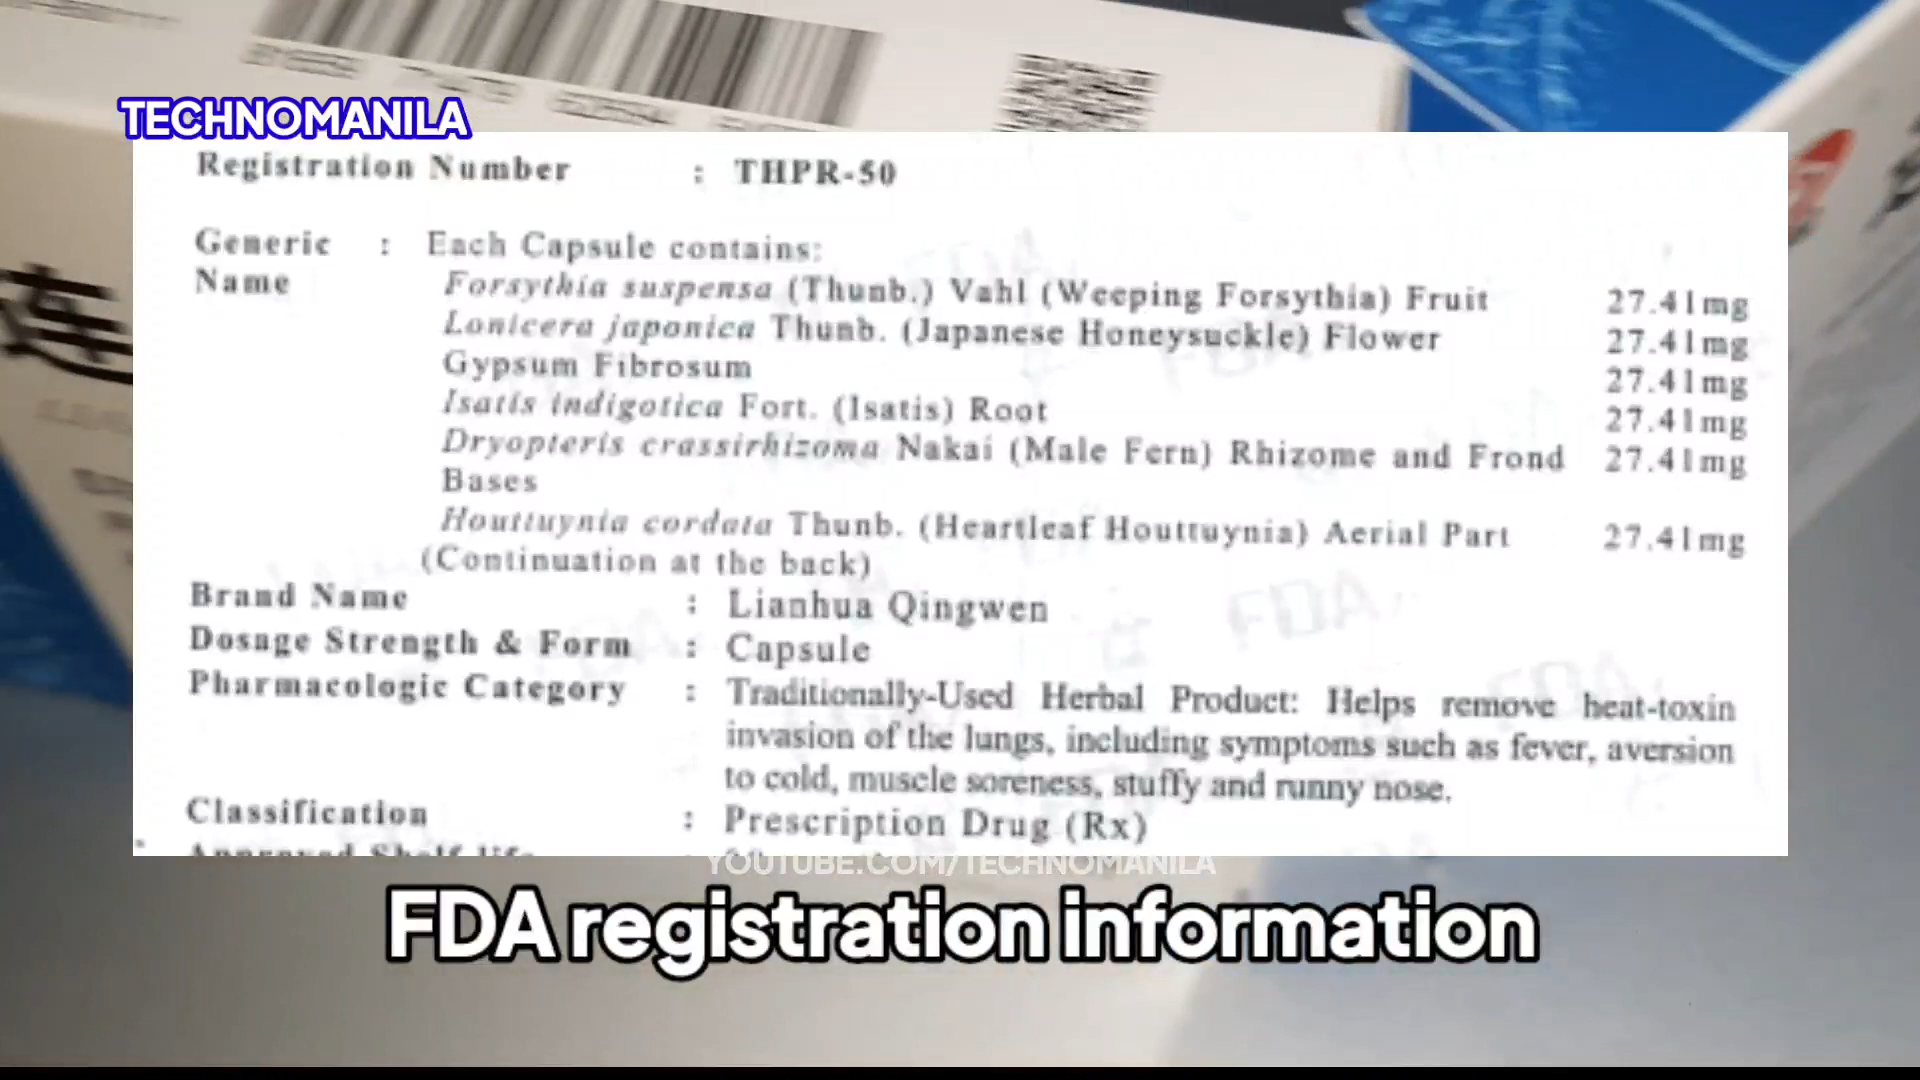 TECHNOMANILA
Registration Number : THPR-50
Generic : Each Capsule contains:
Name Forsythia suspensa (Thunb.) Vahl (Weeping Forsythia) Fruit 27.41mg
Lonicera japonica Thunb. (Japanese Honeysuckle) Flower 27.41mg
Gypsum Fibrosum 27.41mg
Isatis indigotica Fort. (Isatis) Root 27.41mg
Dryopteris crassirhizoma Nakai (Male Fern) Rhizome and Frond 27.41mg
Bases
Houttuynia cordata Thunb. (Heartleaf Houttuynia) Aerial Part 27.41mg
(Continuation at the back)
Brand Name : Lianhua Qingwen
Dosage Strength & Form : Capsule
Pharmacologic Category : Traditionally-Used Herbal Product: Helps remove heat-toxin
invasion of the lungs, including symptoms such as fever, aversion
to cold, muscle soreness, stuffy and runny nose.
Classification : Prescription Drug (Rx)
Approved Shelf-life :
YOUTUBE.COM/TECHNOMANILA
FDA registration information
连